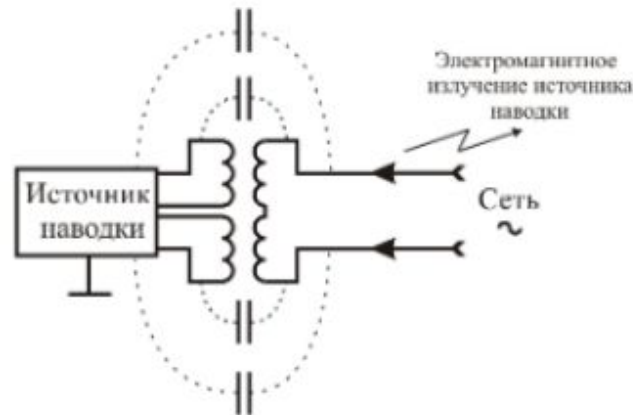 Электромагнитное
излучение источника
наводки
Источник
наводки
Сеть
~